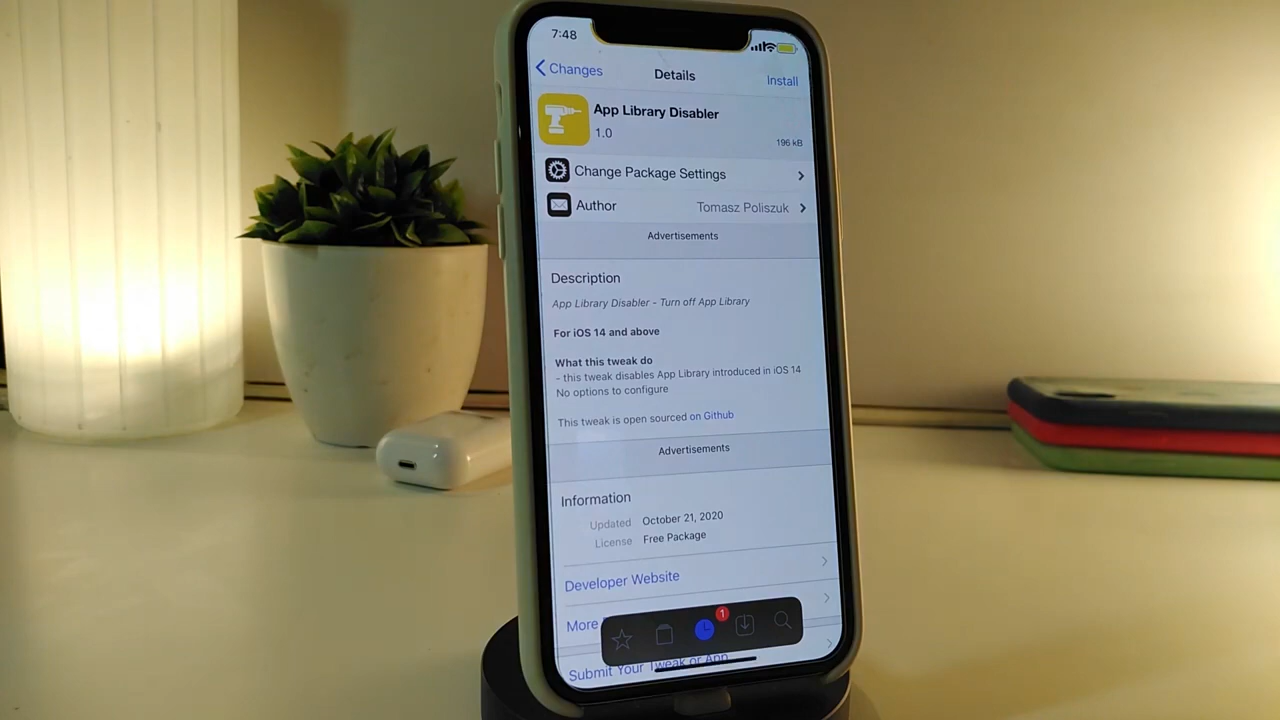 7:48
Changes
Details
Install
App Library Disabler
1.0
196 kB
Change Package Settings
Author
Tomasz Poliszuk
Advertisements
Description
App Library Disabler - Turn off App Library
For iOS 14 and above
What this tweak do
- this tweak disables App Library introduced in iOS 14
No options to configure
This tweak is open sourced on Github
Advertisements
Information
Updated October 21, 2020
License Free Package
Developer Website
More
1
Submit Your Tweak or App